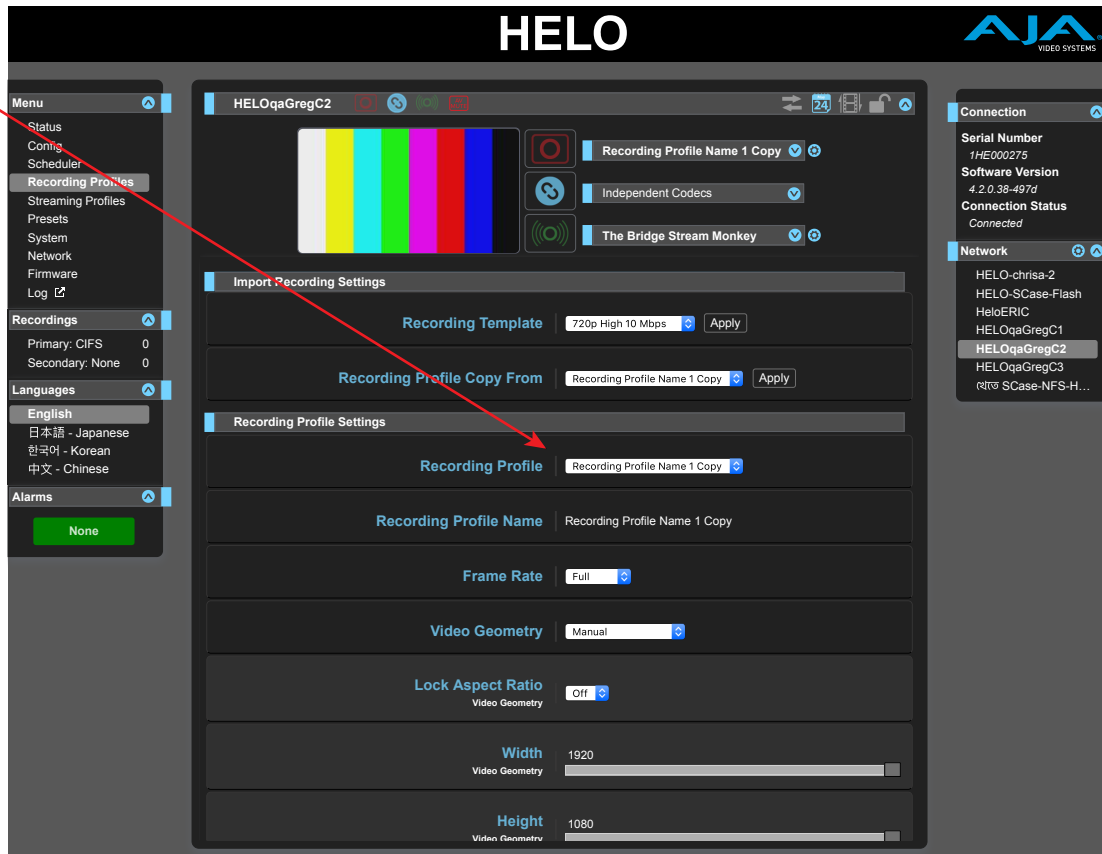 HELO
AJA
VIDEO SYSTEMS
Menu
Status
Config
Scheduler
Recording Profiles
Streaming Profiles
Presets
System
Network
Firmware
Log
Recordings
Primary: CIFS 0
Secondary: None 0
Languages
English
日本語 - Japanese
한국어 - Korean
中文 - Chinese
Alarms
None
HELOqaGregC2
24
Recording Profile Name 1 Copy
Independent Codecs
The Bridge Stream Monkey
Import Recording Settings
Recording Template 720p High 10 Mbps Apply
Recording Profile Copy From Recording Profile Name 1 Copy Apply
Recording Profile Settings
Recording Profile Recording Profile Name 1 Copy
Recording Profile Name Recording Profile Name 1 Copy
Frame Rate Full
Video Geometry Manual
Lock Aspect Ratio Off
Video Geometry
Width 1920
Video Geometry
Height 1080
Video Geometry
Connection
Serial Number
1HE000275
Software Version
4.2.0.38-497d
Connection Status
Connected
Network
HELO-chrisa-2
HELO-SCase-Flash
HeloERIC
HELOqaGregC1
HELOqaGregC2
HELOqaGregC3
SCase-NFS-H...